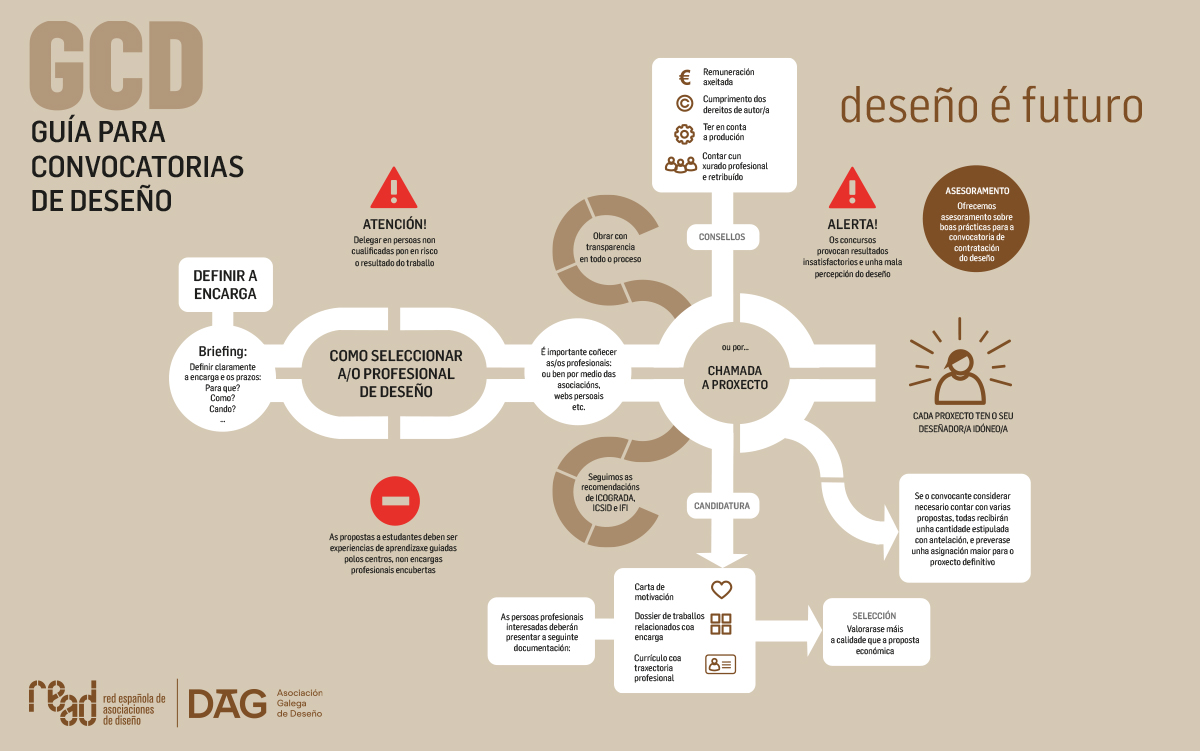 GCD
GUÍA PARA
CONVOCATORIAS
DE DESEÑO
deseño é futuro
€ Remuneración
axeitada
© Cumprimento dos
dereitos de autor/a
Ter en conta
a produción
Contar cun
xurado profesional
e retribuído
CONSELLOS
ATENCIÓN!
Delegar en persoas non
cualificadas pon en risco
o resultado do traballo
Obrar con
transparencia
en todo o proceso
ALERTA!
Os concursos
provocan resultados
insatisfactorios e unha mala
percepción do deseño
ASESORAMENTO
Ofrecemos
asesoramento sobre
boas prácticas para a
convocatoria de
contratación
do deseño
DEFINIR A
ENCARGA
Briefing:
Definir claramente
a encarga e os prazos:
Para que?
Como?
Cando?
...
COMO SELECCIONAR
A/O PROFESIONAL
DE DESEÑO
É importante coñecer
as/os profesionais:
ou ben por medio das
asociacións,
webs persoais
etc.
ou por...
CHAMADA
A PROXECTO
CADA PROXECTO TEN O SEU
DESEÑADOR/A IDÓNEO/A
As propostas a estudantes deben ser
experiencias de aprendizaxe guiadas
polos centros, non encargas
profesionais encubertas
Seguimos as
recomendacións
de ICOGRADA,
ICSID e IFI
CANDIDATURA
Se o convocante considerar
necesario contar con varias
propostas, todas recibirán
unha cantidade estipulada
con antelación, e preverase
unha asignación maior para o
proxecto definitivo
As persoas profesionais
interesadas deberán
presentar a seguinte
documentación:
Carta de
motivación
Dossier de traballos
relacionados coa
encarga
Currículo coa
traxectoria
profesional
SELECCIÓN
Valorarase máis
a calidade que a proposta
económica
read
red española de
asociaciones
de diseño
DAG
Asociación
Galega
de Deseño